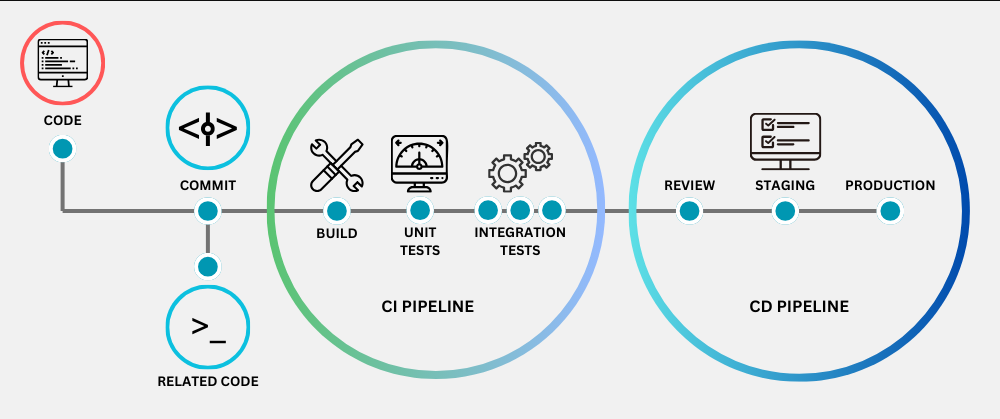 CODE
COMMIT
>_
RELATED CODE
BUILD
UNIT
TESTS
INTEGRATION
TESTS
CI PIPELINE
REVIEW
STAGING
PRODUCTION
CD PIPELINE